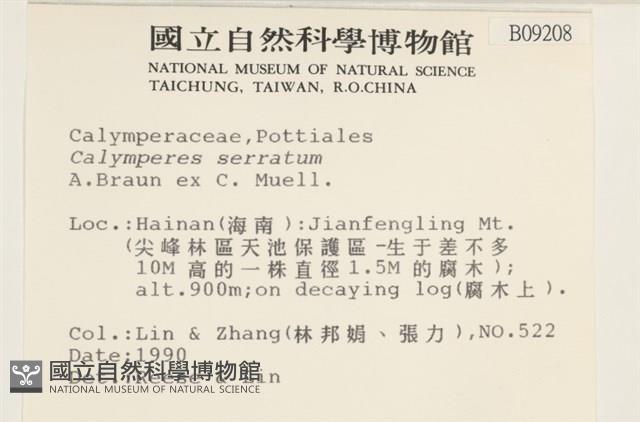 國立自然科學博物館
B09208
NATIONAL MUSEUM OF NATURAL SCIENCE
TAICHUNG, TAIWAN, R.O.CHINA
Calymperaceae,Pottiales
Calymperes serratum
A.Braun ex C. Muell.
Loc.:Hainan(海南):Jianfengling Mt.
(尖峰林區天池保護區-生于差不多
10M 高的一株直徑1.5M 的腐木);
alt.900m;on decaying log(腐木上).
Col.:Lin & Zhang(林邦娟、張力),NO.522
Date:1990
Det.:Reese & Lin
國立自然科學博物館
NATIONAL MUSEUM OF NATURAL SCIENCE